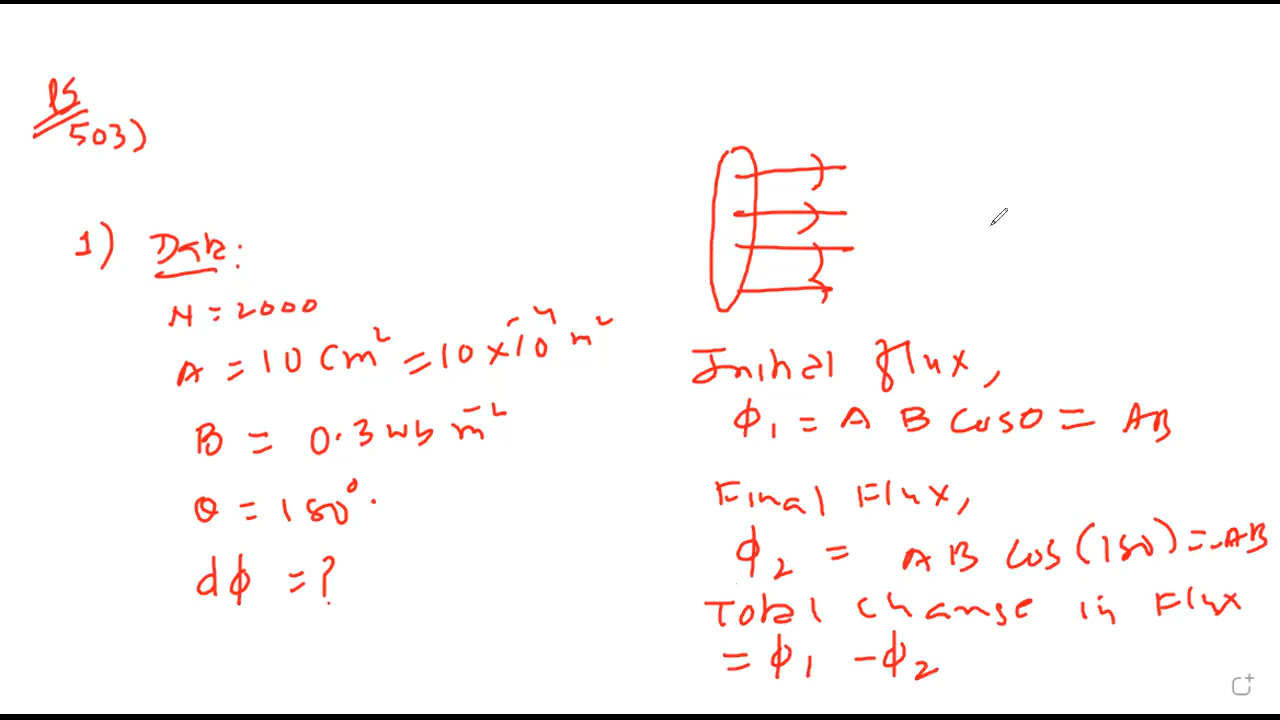 PS
503)
1) Data:
N = 2000
A = 10 Cm² = 10 x 10⁻⁴ m²
B = 0.3 wb m⁻²
θ = 180°.
dϕ = ?
Initial flux,
ϕ₁ = A B Cos0 = AB
Final Flux,
ϕ₂ = A B Cos(180) = -AB
Total change in Flux
= ϕ₁ - ϕ₂